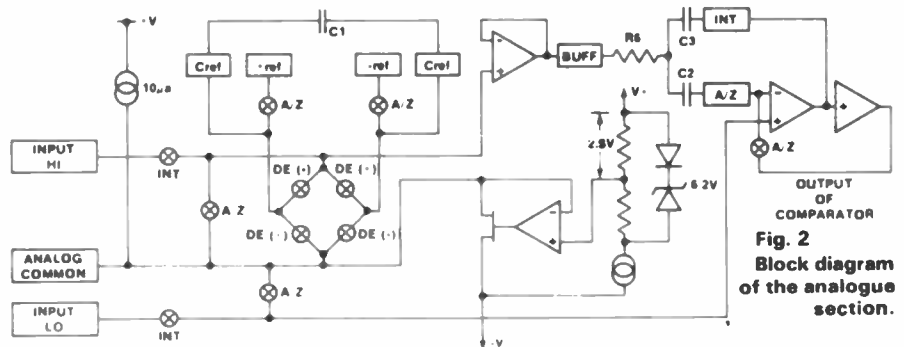 -V
10µa
C1
Cref
-ref
-ref
Cref
A/Z
A/Z
INPUT
HI
INT
A/Z
DE (+)
DE (-)
DE (-)
DE (-)
ANALOG
COMMON
A/Z
INPUT
LO
INT
BUFF
R6
C3
INT
C2
A/Z
A/Z
V+
2.8V
6 2V
-V
OUTPUT
OF
COMPARATOR
Fig. 2
Block diagram
of the analogue
section.